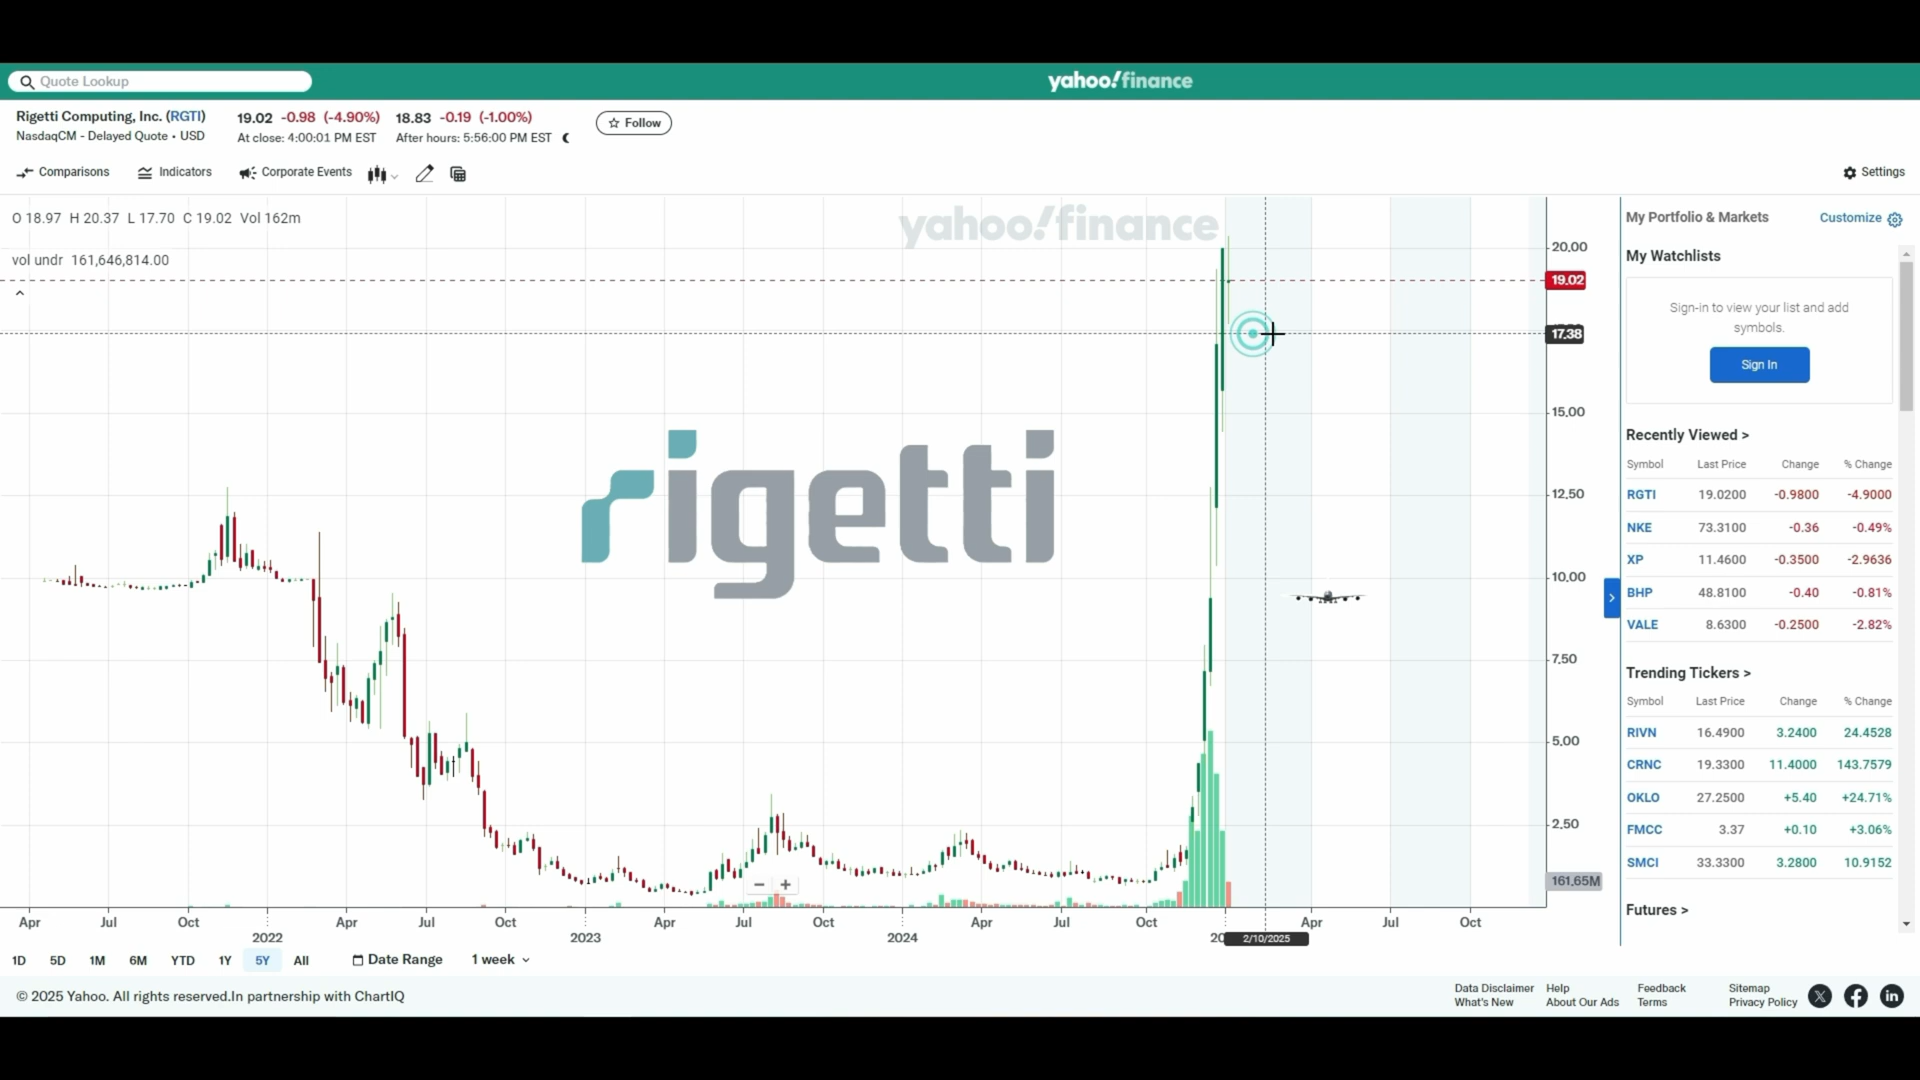 Quote Lookup
yahoo!finance
Rigetti Computing, Inc. (RGTI)
NasdaqCM - Delayed Quote • USD
19.02 -0.98 (-4.90%)
At close: 4:00:01 PM EST
18.83 -0.19 (-1.00%)
After hours: 5:56:00 PM EST
Follow
Comparisons
Indicators
Corporate Events
Settings
O 18.97 H 20.37 L 17.70 C 19.02 Vol 162m
vol undr 161,646,814.00
yahoo!finance
rigetti
20.00
19.02
17.38
15.00
12.50
10.00
7.50
5.00
2.50
161.65M
Apr Jul Oct Apr Jul Oct Apr Jul Oct Apr Jul Oct Apr Jul Oct
2022 2023 2024 20 2/10/2025
1D 5D 1M 6M YTD 1Y 5Y All Date Range 1 week
My Portfolio & Markets
Customize
My Watchlists
Sign-in to view your list and add
symbols.
Sign In
Recently Viewed >
Symbol Last Price Change % Change
RGTI 19.0200 -0.9800 -4.9000
NKE 73.3100 -0.36 -0.49%
XP 11.4600 -0.3500 -2.9636
BHP 48.8100 -0.40 -0.81%
VALE 8.6300 -0.2500 -2.82%
Trending Tickers >
Symbol Last Price Change % Change
RIVN 16.4900 3.2400 24.4528
CRNC 19.3300 11.4000 143.7579
OKLO 27.2500 +5.40 +24.71%
FMCC 3.37 +0.10 +3.06%
SMCI 33.3300 3.2800 10.9152
Futures >
© 2025 Yahoo. All rights reserved.In partnership with ChartIQ
Data Disclaimer Help Feedback Sitemap
What's New About Our Ads Terms Privacy Policy